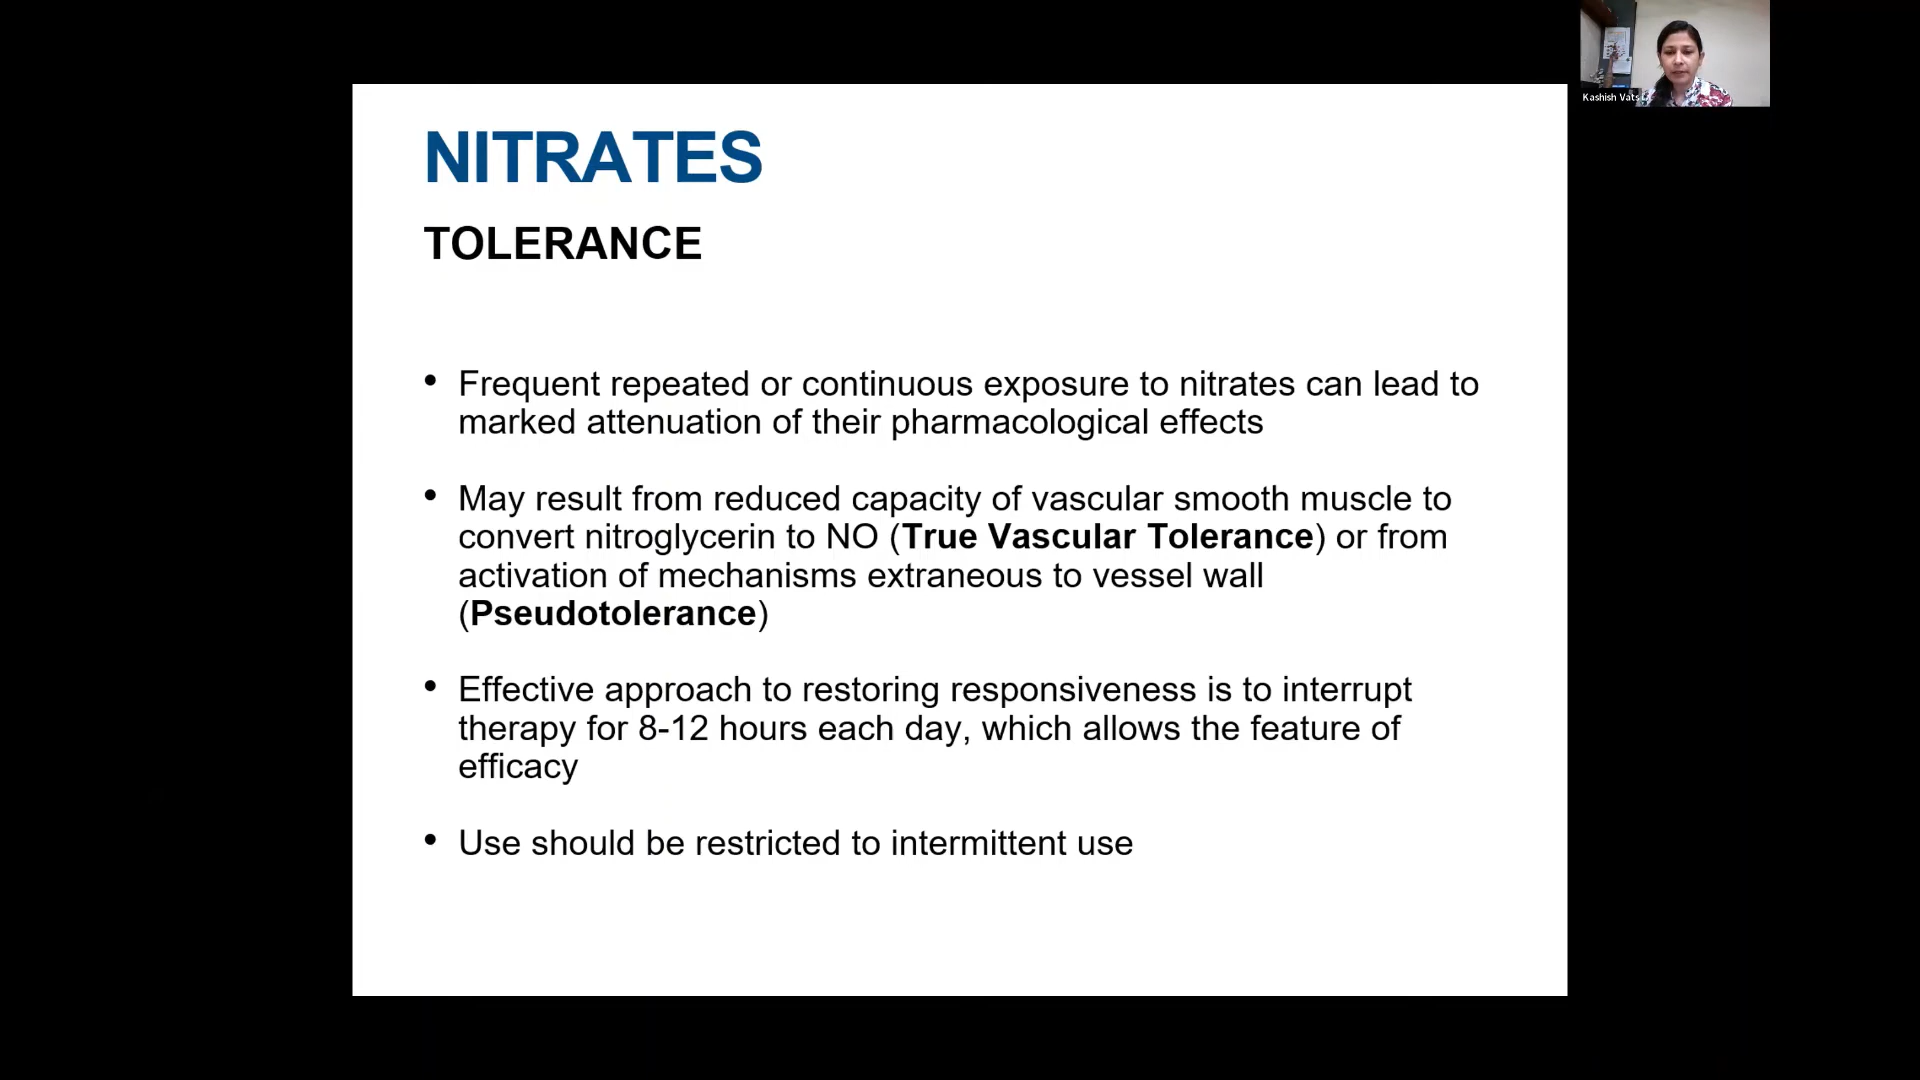 NITRATES
TOLERANCE
• Frequent repeated or continuous exposure to nitrates can lead to
marked attenuation of their pharmacological effects
• May result from reduced capacity of vascular smooth muscle to
convert nitroglycerin to NO (True Vascular Tolerance) or from
activation of mechanisms extraneous to vessel wall
(Pseudotolerance)
• Effective approach to restoring responsiveness is to interrupt
therapy for 8-12 hours each day, which allows the feature of
efficacy
• Use should be restricted to intermittent use
Kashish Vats